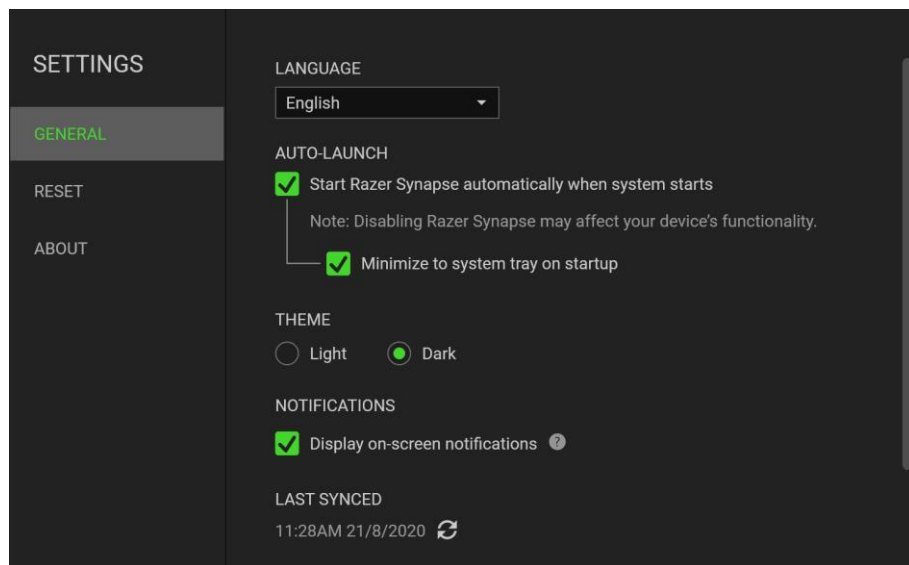 SETTINGS
GENERAL
RESET
ABOUT
LANGUAGE
English
AUTO-LAUNCH
Start Razer Synapse automatically when system starts
Note: Disabling Razer Synapse may affect your device’s functionality.
Minimize to system tray on startup
THEME
Light
Dark
NOTIFICATIONS
Display on-screen notifications ?
LAST SYNCED
11:28AM 21/8/2020